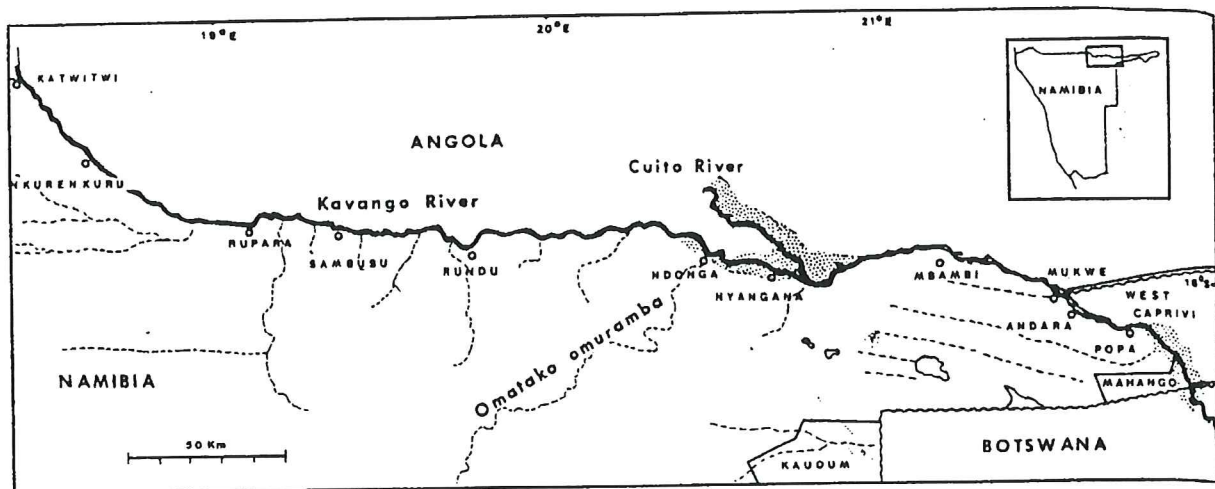 19°E
20°E
21°E
KATWITWI
NAMIBIA
ANGOLA
Cuito River
NKURENKURU
Kavango River
RUPARA
SAMBUSU
RUNDU
NDONGA
NYANGANA
MBAMBI
MUKWE
18°S
WEST
CAPRIVI
ANDARA
POPA
Omatako omuramba
NAMIBIA
MAHANGO
50 Km
BOTSWANA
KAUDUM